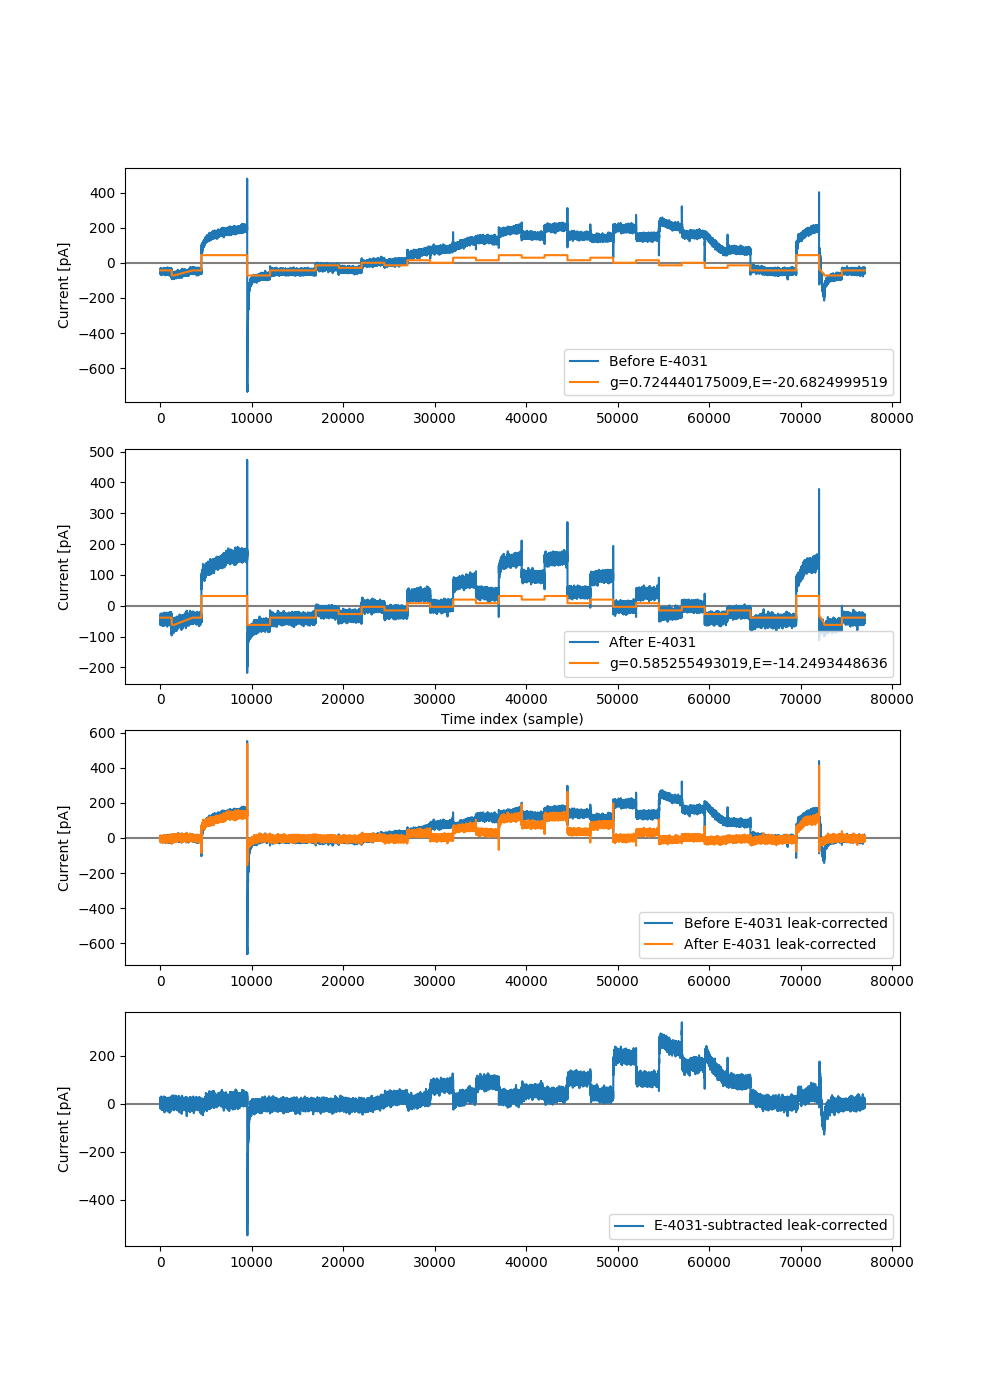 400
200
0
−200
−400
−600
Current [pA]
Before E-4031
g=0.724440175009,E=-20.6824999519
0 10000 20000 30000 40000 50000 60000 70000 80000
500
400
300
200
100
0
−100
−200
Current [pA]
After E-4031
g=0.585255493019,E=-14.2493448636
0 10000 20000 30000 40000 50000 60000 70000 80000
Time index (sample)
600
400
200
0
−200
−400
−600
Current [pA]
Before E-4031 leak-corrected
After E-4031 leak-corrected
0 10000 20000 30000 40000 50000 60000 70000 80000
200
0
−200
−400
Current [pA]
E-4031-subtracted leak-corrected
0 10000 20000 30000 40000 50000 60000 70000 80000